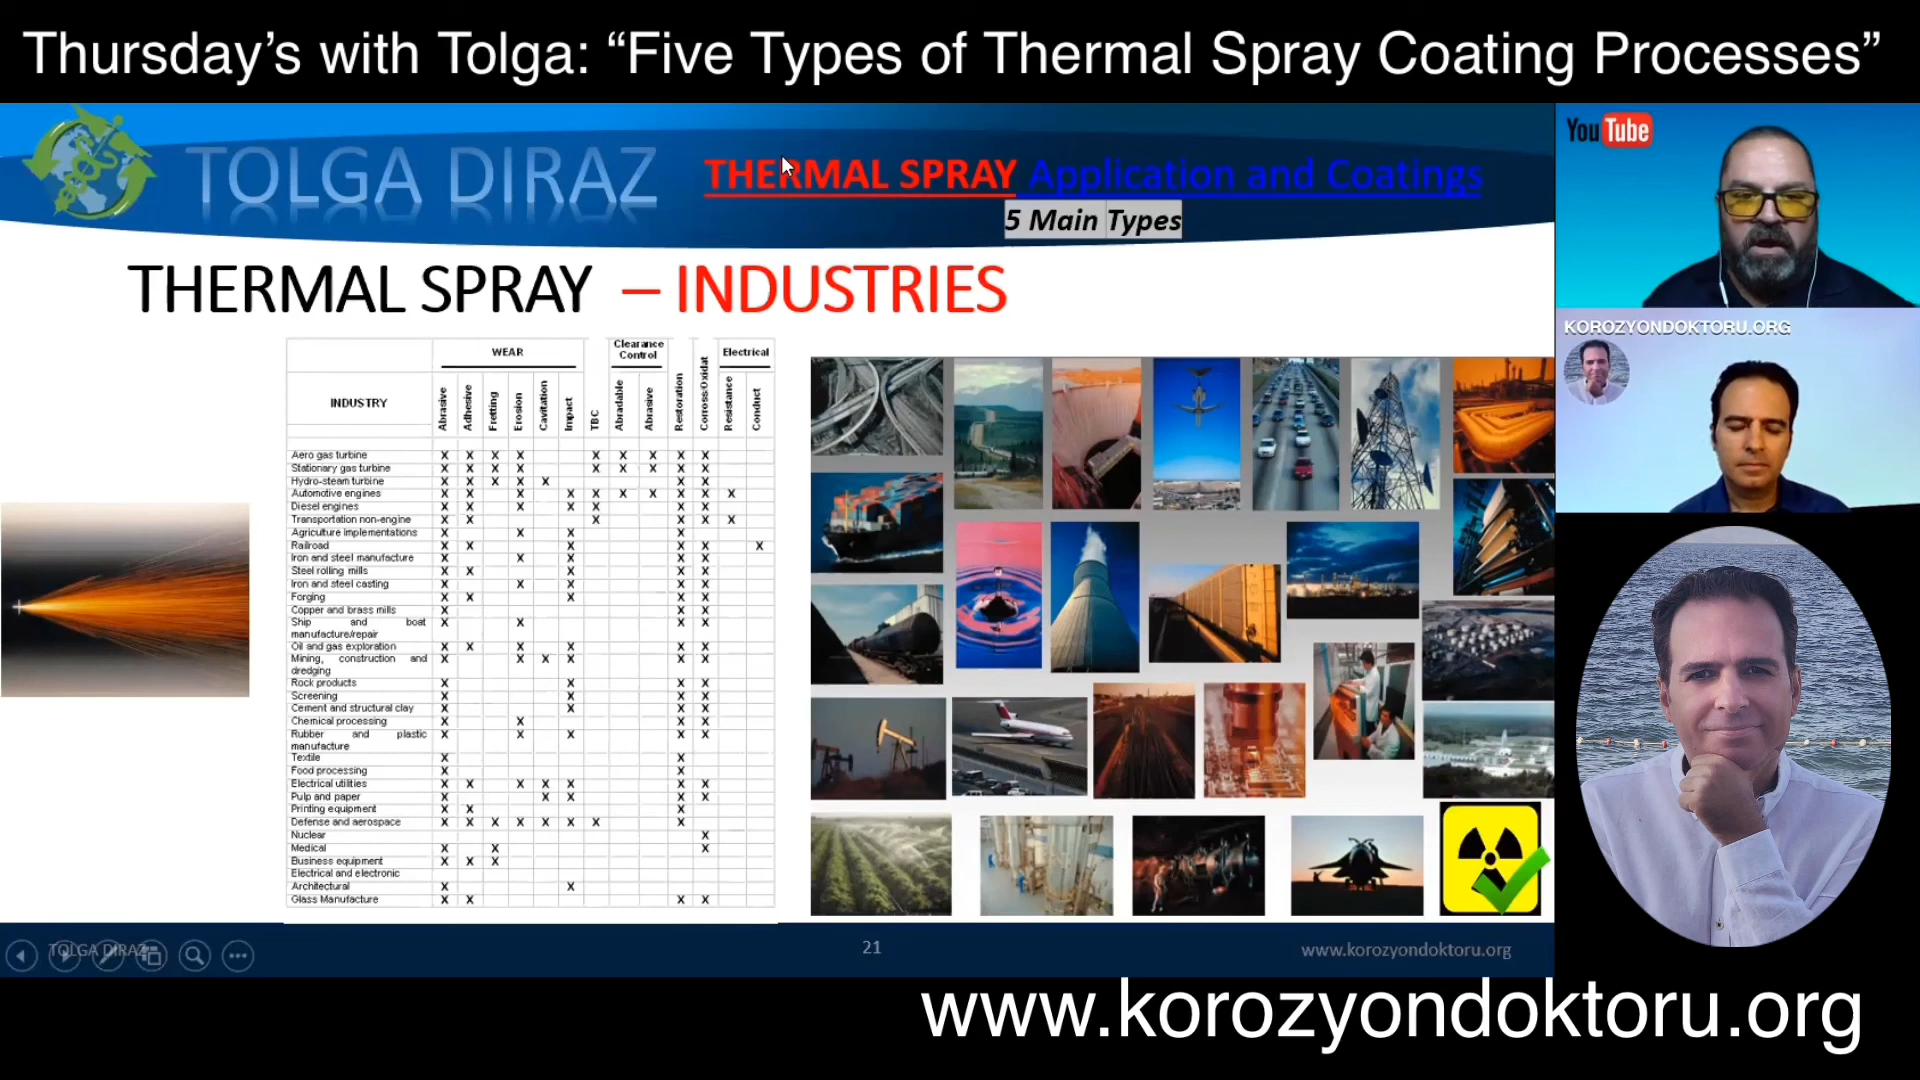 Thursday’s with Tolga: “Five Types of Thermal Spray Coating Processes”
TOLGA DIRAZ
THERMAL SPRAY Application and Coatings
5 Main Types
THERMAL SPRAY – INDUSTRIES
WEAR
Clearance
Control
Electrical
INDUSTRY
Abrasive
Adhesive
Fretting
Erosion
Cavitation
Impact
TBC
Abradable
Abrasive
Restoration
Corross/Oxidat
Resistance
Conduct
Aero gas turbine X X X X X X X X X
Stationary gas turbine X X X X X X X X X
Hydro-steam turbine X X X X X X X
Automotive engines X X X X X X X X X X
Diesel engines X X X X X X X
Transportation non-engine X X X X X X
Agriculture implementations X X X X
Railroad X X X X X X
Iron and steel manufacture X X X X X
Steel rolling mills X X X X X
Iron and steel casting X X X X X
Forging X X X X X
Copper and brass mills X X X
Ship and boat X X X X
manufacture/repair
Oil and gas exploration X X X X X X
Mining, construction and X X X X X X
dredging
Rock products X X X X
Screening X X X X
Cement and structural clay X X X X
Chemical processing X X X X
Rubber and plastic X X X X X
manufacture
Textile X X
Food processing X X
Electrical utilities X X X X X X X
Pulp and paper X X X X X
Printing equipment X X X
Defense and aerospace X X X X X X X X
Nuclear X
Medical X X X
Business equipment X X X
Electrical and electronic
Architectural X X
Glass Manufacture X X X X
TOLGA DIRAZ
21
www.korozyondoktoru.org
YouTube
KOROZYONDOKTORU.ORG
www.korozyondoktoru.org